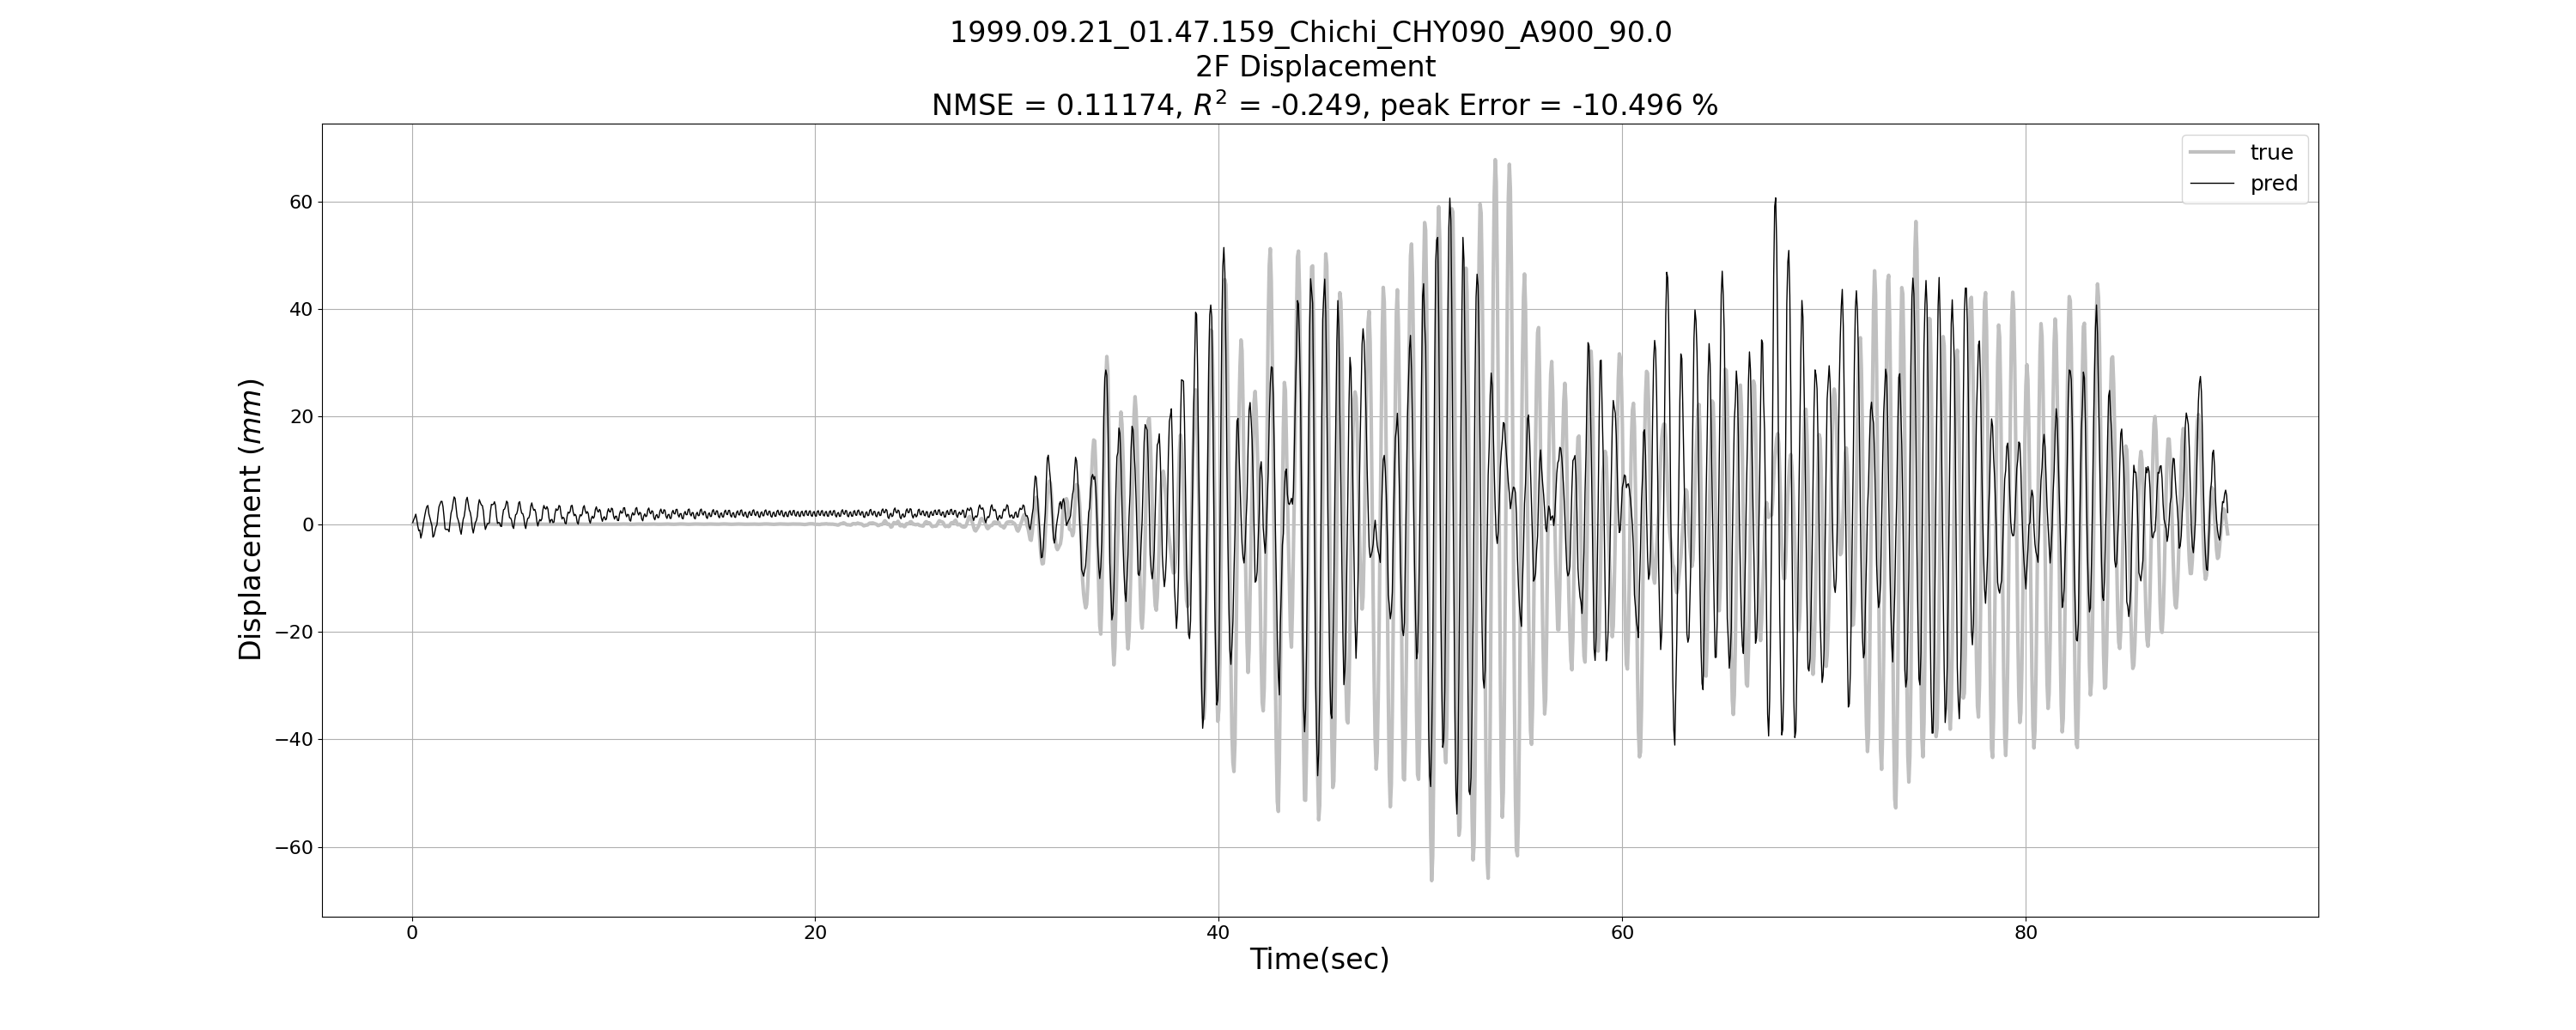 1999.09.21_01.47.159_Chichi_CHY090_A900_90.0
2F Displacement
NMSE = 0.11174, R² = -0.249, peak Error = -10.496 %
true
pred
60
40
20
0
−20
−40
−60
Displacement (mm)
0 20 40 60 80
Time(sec)